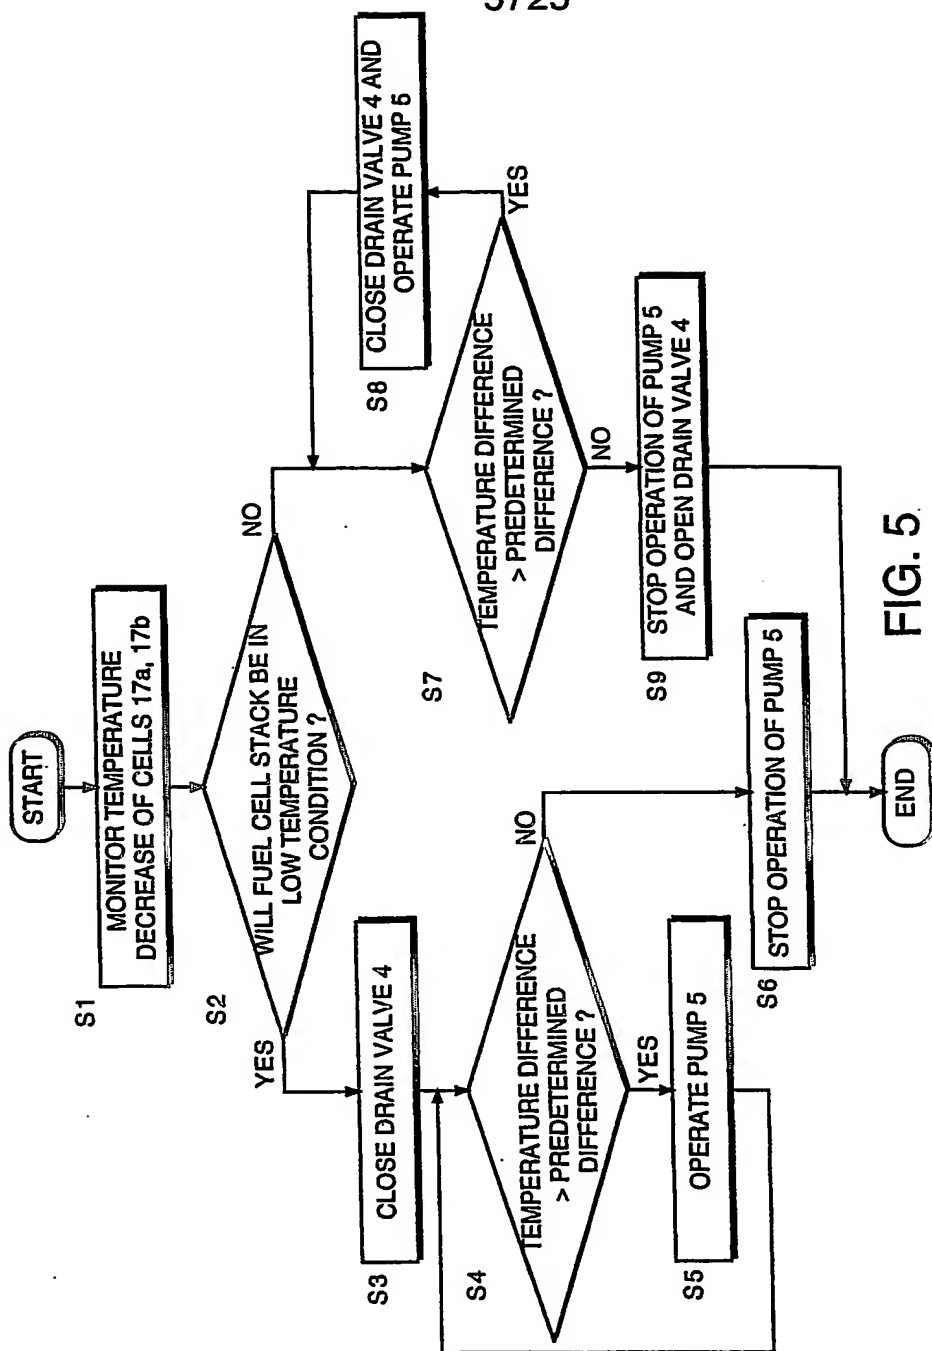 3723
START
S1
MONITOR TEMPERATURE
DECREASE OF CELLS 17a, 17b
S2
WILL FUEL CELL STACK BE IN
LOW TEMPERATURE
CONDITION ?
YES
NO
S3
CLOSE DRAIN VALVE 4
S4
TEMPERATURE DIFFERENCE
> PREDETERMINED
DIFFERENCE ?
NO
YES
S5
OPERATE PUMP 5
S6
STOP OPERATION OF PUMP 5
S7
TEMPERATURE DIFFERENCE
> PREDETERMINED
DIFFERENCE ?
YES
NO
S8
CLOSE DRAIN VALVE 4 AND
OPERATE PUMP 5
S9
STOP OPERATION OF PUMP 5
AND OPEN DRAIN VALVE 4
END
FIG. 5